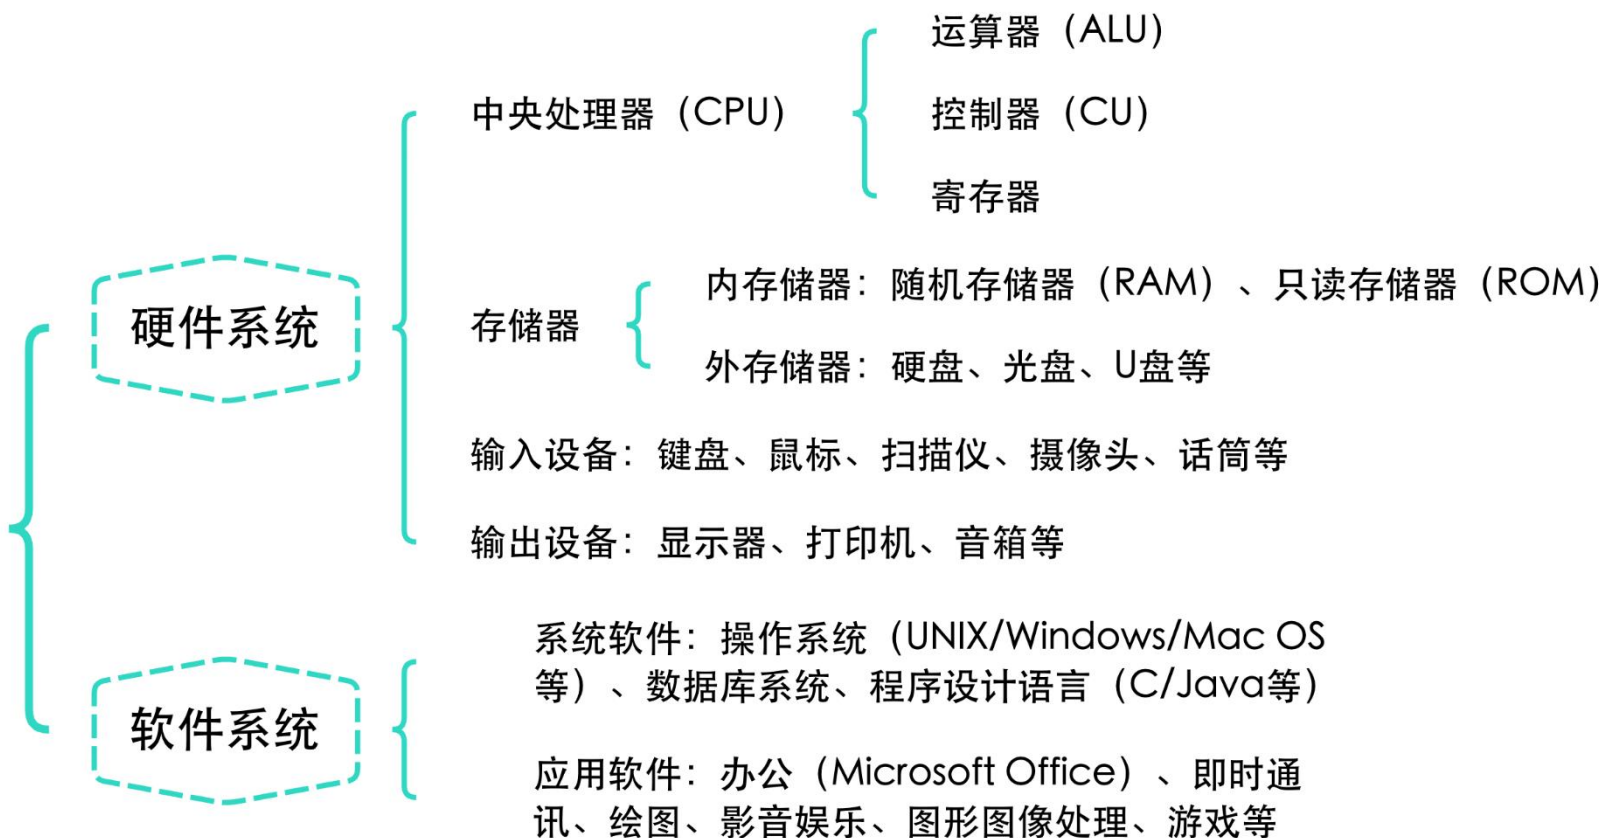 运算器（ALU）
中央处理器（CPU）
控制器（CU）
寄存器
硬件系统
内存储器：随机存储器（RAM）、只读存储器（ROM）
存储器
外存储器：硬盘、光盘、U盘等
输入设备：键盘、鼠标、扫描仪、摄像头、话筒等
输出设备：显示器、打印机、音箱等
软件系统
系统软件：操作系统（UNIX/Windows/Mac OS
等）、数据库系统、程序设计语言（C/Java等）
应用软件：办公（Microsoft Office）、即时通
讯、绘图、影音娱乐、图形图像处理、游戏等